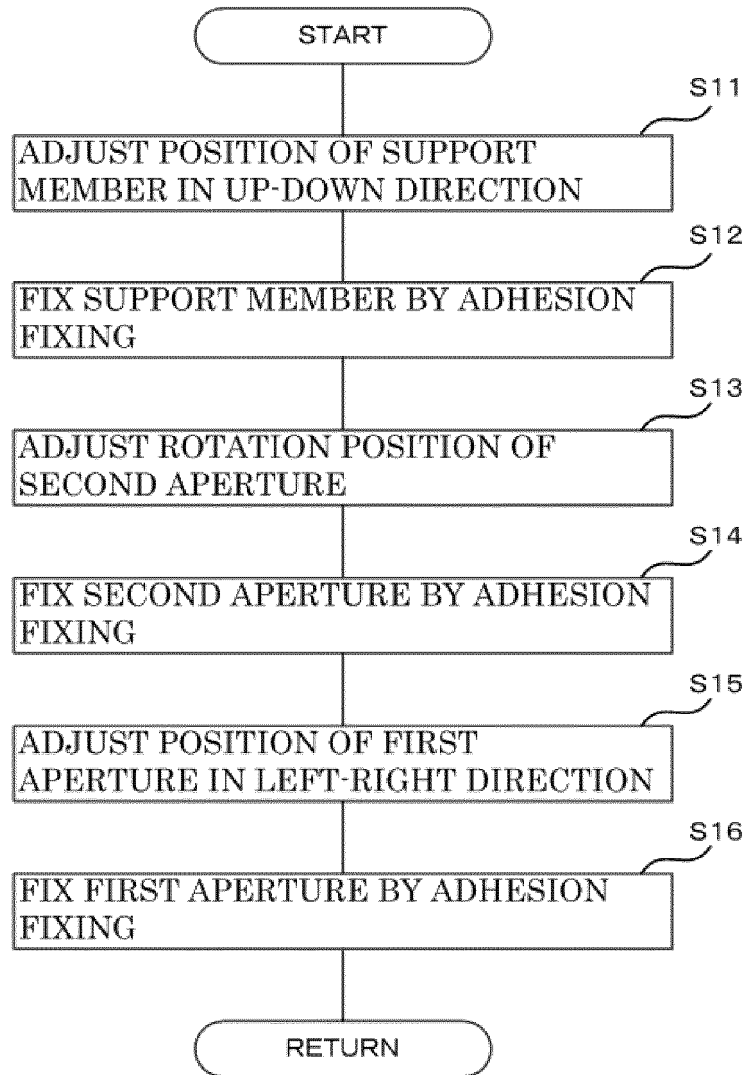 START
S11
ADJUST POSITION OF SUPPORT
MEMBER IN UP-DOWN DIRECTION
S12
FIX SUPPORT MEMBER BY ADHESION
FIXING
S13
ADJUST ROTATION POSITION OF
SECOND APERTURE
S14
FIX SECOND APERTURE BY ADHESION
FIXING
S15
ADJUST POSITION OF FIRST
APERTURE IN LEFT-RIGHT DIRECTION
S16
FIX FIRST APERTURE BY ADHESION
FIXING
RETURN